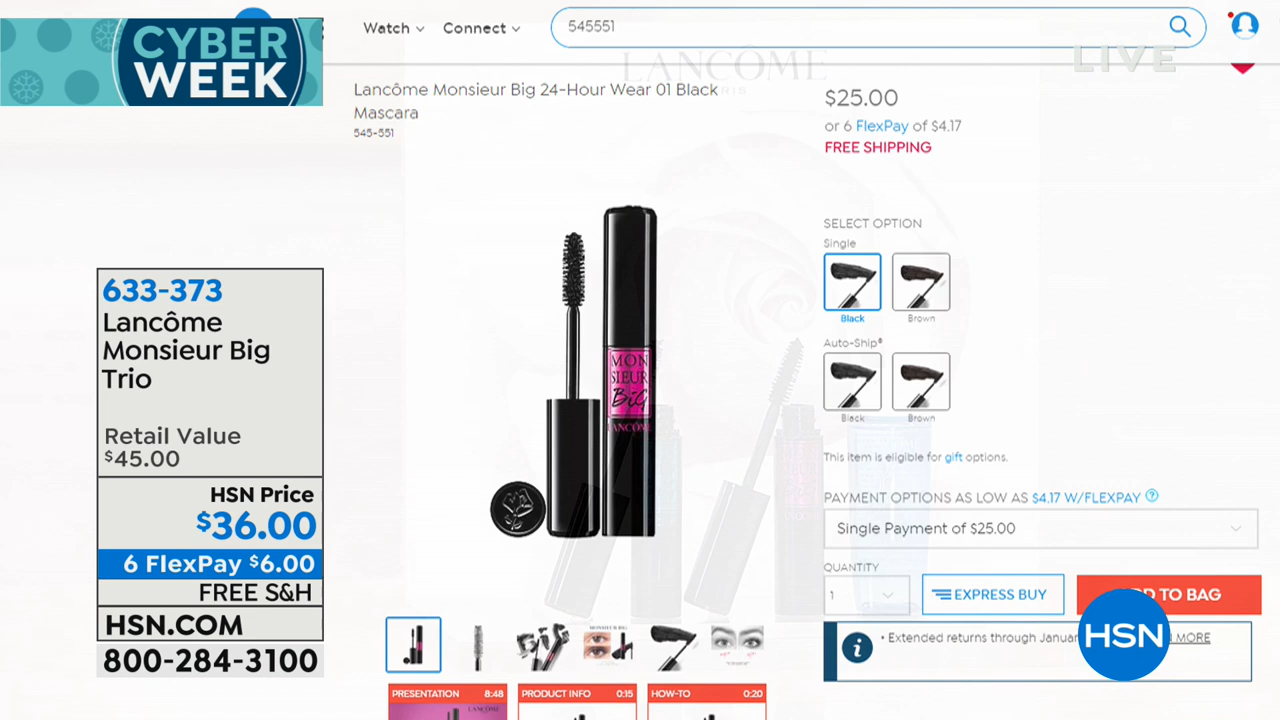 CYBER
WEEK
Watch
Connect
545551
LANCÔME
LIVE
Lancôme Monsieur Big 24-Hour Wear 01 Black
Mascara
545-551
$25.00
or 6 FlexPay of $4.17
FREE SHIPPING
SELECT OPTION
Single
Black
Brown
Auto-Ship®
Black
Brown
This item is eligible for gift options.
PAYMENT OPTIONS AS LOW AS $4.17 W/FLEXPAY
Single Payment of $25.00
QUANTITY
1
EXPRESS BUY
TO BAG
Extended returns through
MORE
HSN
MON
SIEUR
BiG
LANCÔME
PRESENTATION 8:48
PRODUCT INFO 0:15
HOW-TO 0:20
LANCÔME
633-373
Lancôme
Monsieur Big
Trio
Retail Value
$45.00
HSN Price
$36.00
6 FlexPay $6.00
FREE S&H
HSN.COM
800-284-3100